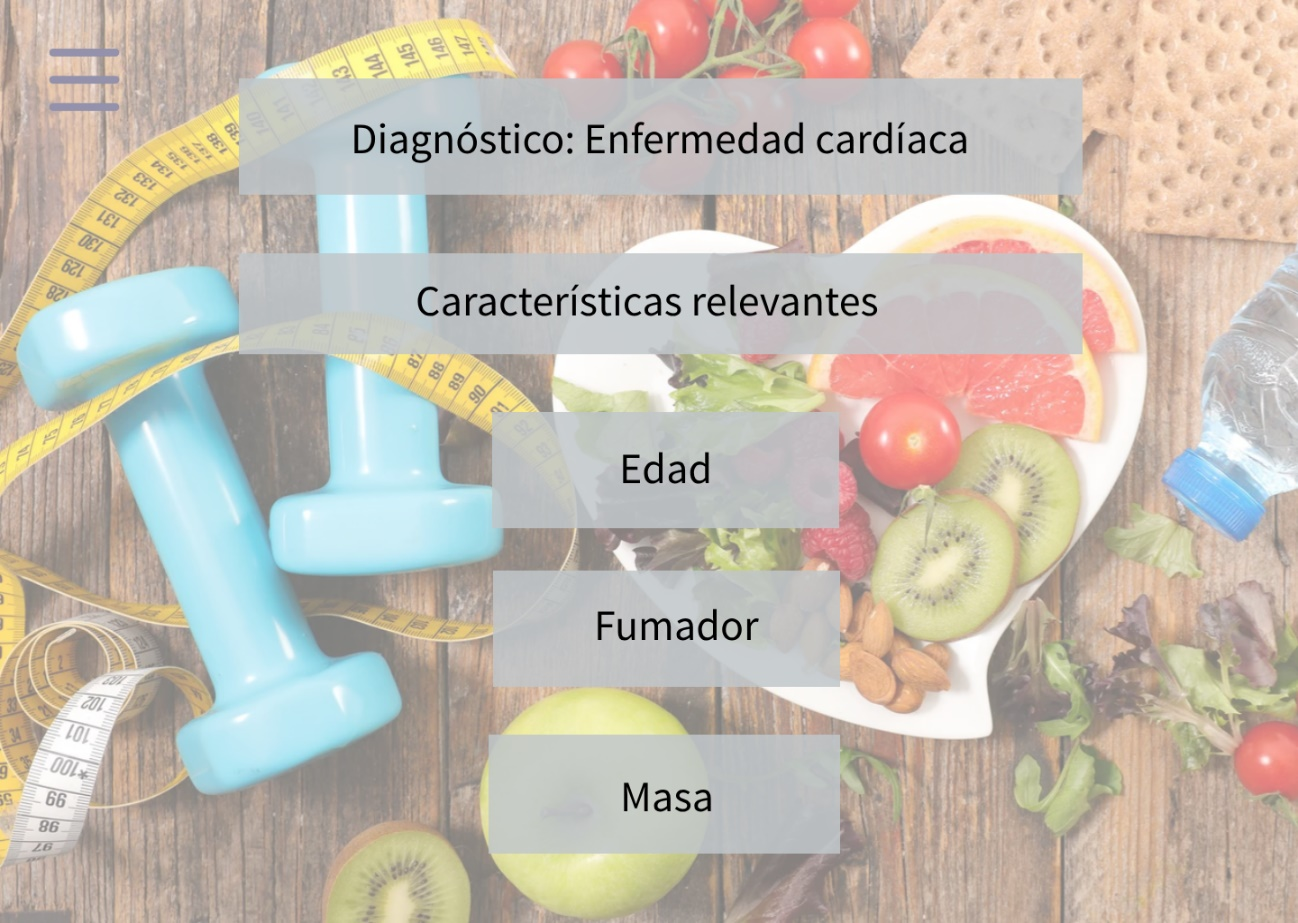 Diagnóstico: Enfermedad cardíaca
Características relevantes
Edad
Fumador
Masa